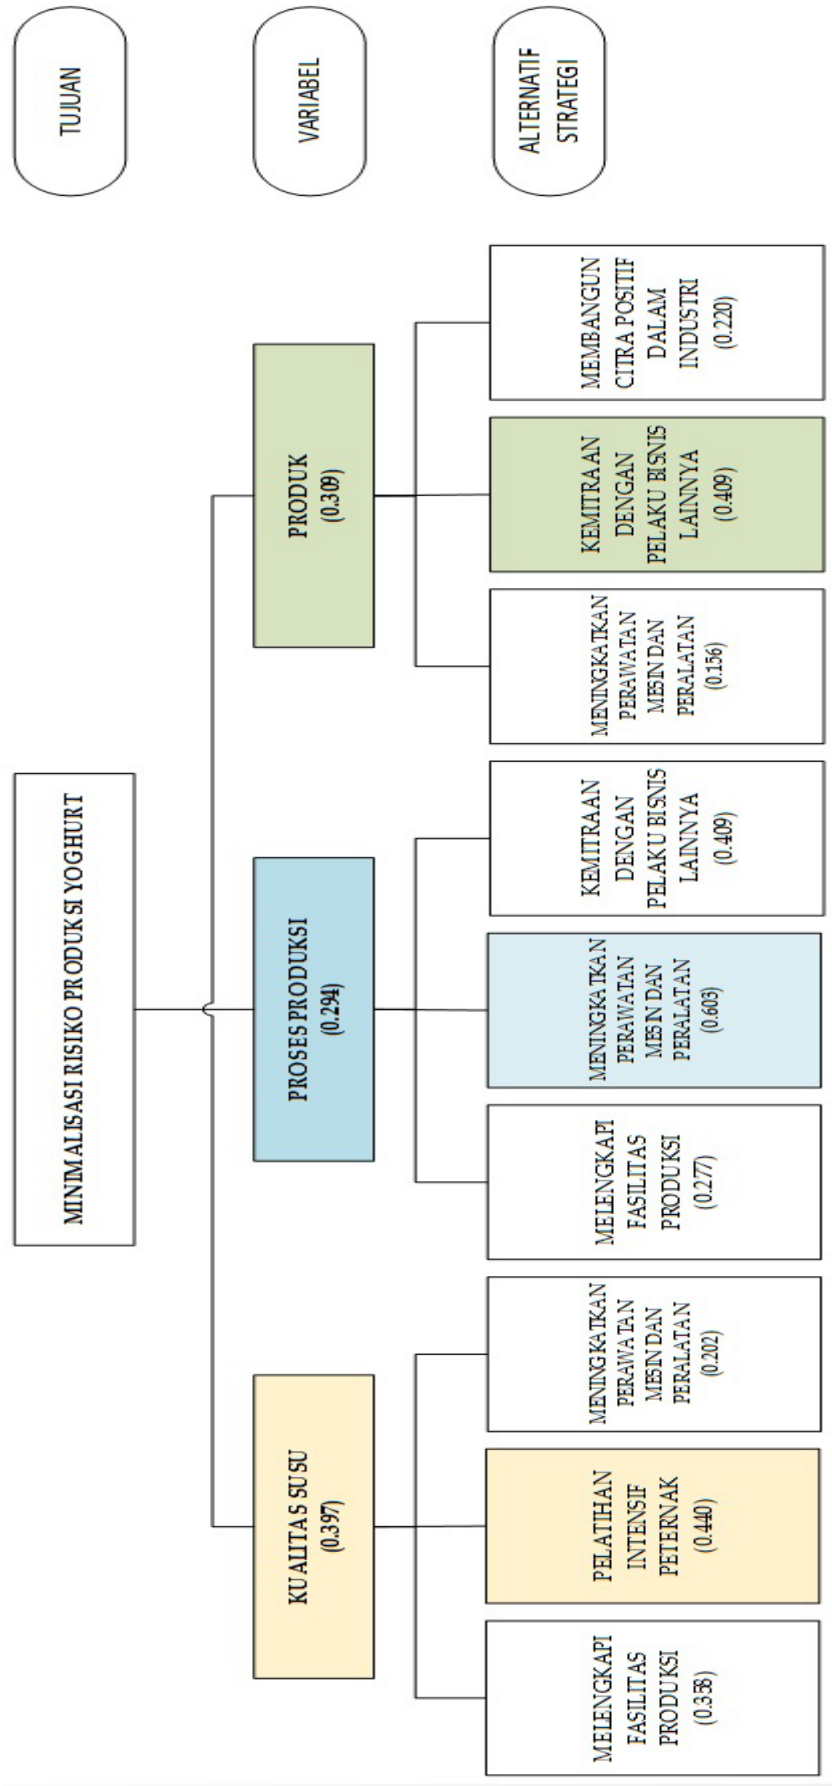 MINIMALISASI RISIKO PRODUKSI YOGHURT
TUJUAN
KUALITAS SUSU
(0.397)
PROSES PRODUKSI
(0.294)
PRODUK
(0.309)
VARIABEL
MELENGKAPI
FASILITAS
PRODUKSI
(0.358)
PELATIHAN
INTENSIF
PETERNAK
(0.440)
MENINGKATKAN
PERAWATAN
MESIN DAN
PERALATAN
(0.202)
MELENGKAPI
FASILITAS
PRODUKSI
(0.277)
MENINGKATKAN
PERAWATAN
MESIN DAN
PERALATAN
(0.603)
KEMITRAAN
DENGAN
PELAKU BISNIS
LAINNYA
(0.409)
MENINGKATKAN
PERAWATAN
MESIN DAN
PERALATAN
(0.156)
KEMITRAAN
DENGAN
PELAKU BISNIS
LAINNYA
(0.409)
MEMBANGUN
CITRA POSITIF
DALAM
INDUSTRI
(0.220)
ALTERNATIF
STRATEGI